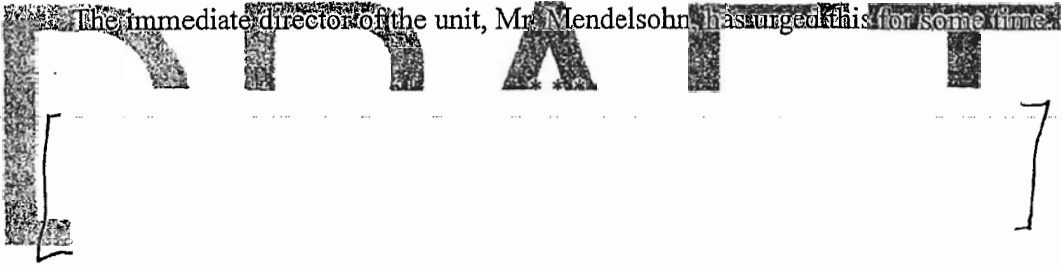 The immediate director of the unit, Mr. Mendelsohn, has urged this for some time.
DRAFT
* * *